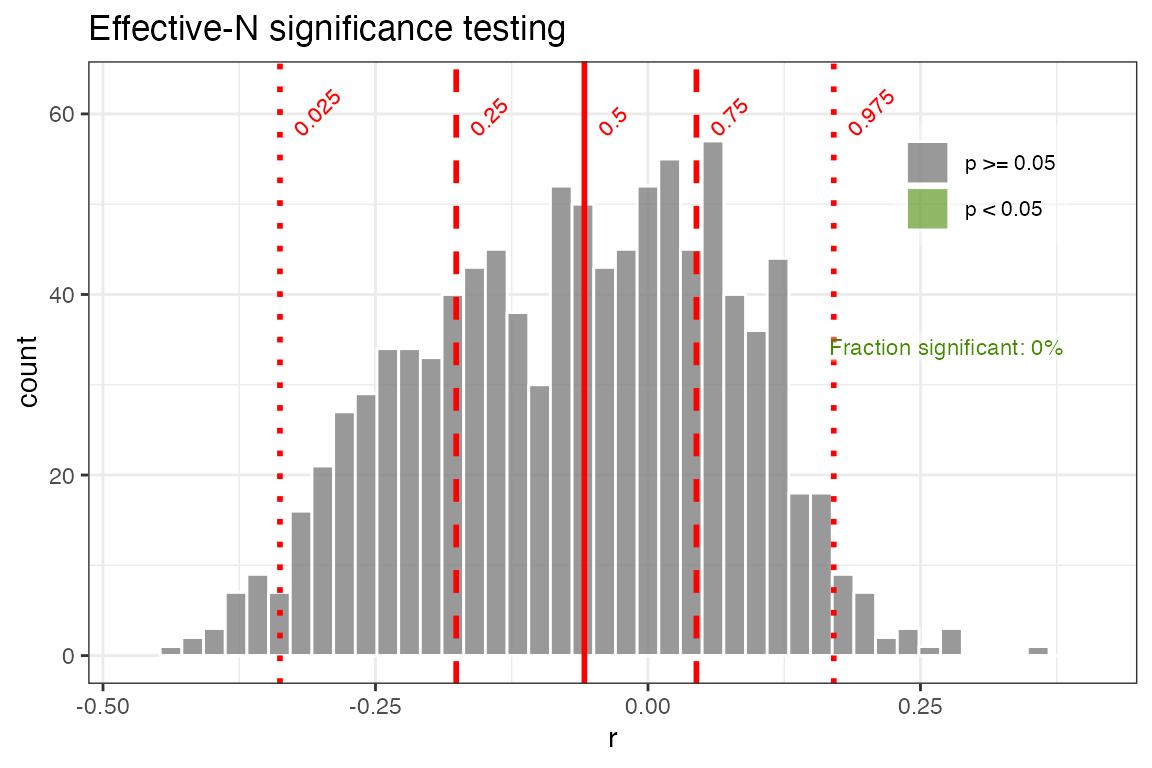 Effective-N significance testing
0.025
0.25
0.5
0.75
0.975
p >= 0.05
p < 0.05
Fraction significant: 0%
60
40
20
0
count
-0.50
-0.25
0.00
0.25
r